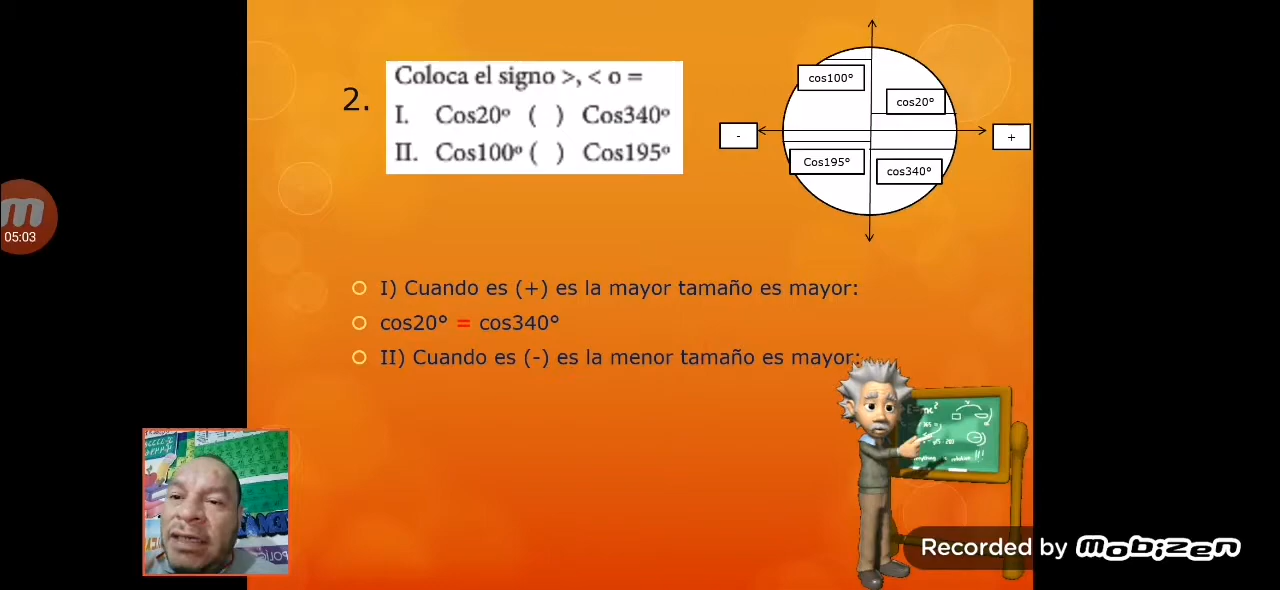 2.
Coloca el signo >, < o =
I. Cos20º ( ) Cos340º
II. Cos100º ( ) Cos195º
cos100°
cos20°
-
+
Cos195°
cos340°
05:03
I) Cuando es (+) es la mayor tamaño es mayor:
cos20° = cos340°
II) Cuando es (-) es la menor tamaño es mayor:
Recorded by mobizen